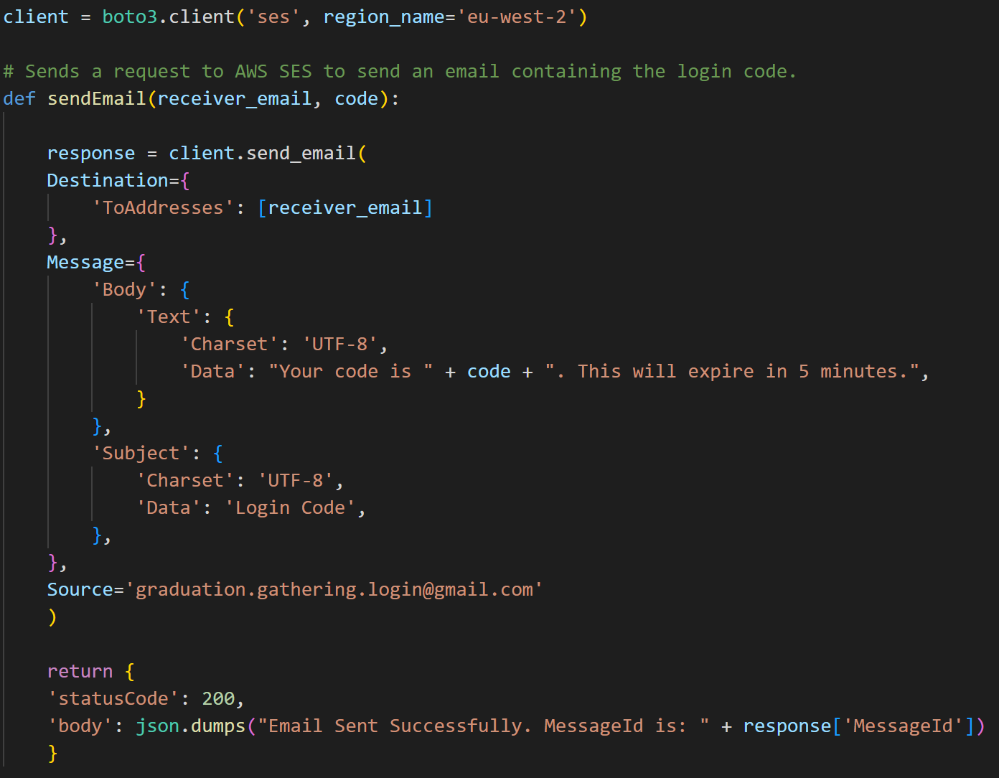 client = boto3.client('ses', region_name='eu-west-2')
# Sends a request to AWS SES to send an email containing the login code.
def sendEmail(receiver_email, code):
response = client.send_email(
Destination={
'ToAddresses': [receiver_email]
},
Message={
'Body': {
'Text': {
'Charset': 'UTF-8',
'Data': "Your code is " + code + ". This will expire in 5 minutes.",
}
},
'Subject': {
'Charset': 'UTF-8',
'Data': 'Login Code',
},
},
Source='graduation.gathering.login@gmail.com'
)
return {
'statusCode': 200,
'body': json.dumps("Email Sent Successfully. MessageId is: " + response['MessageId'])
}